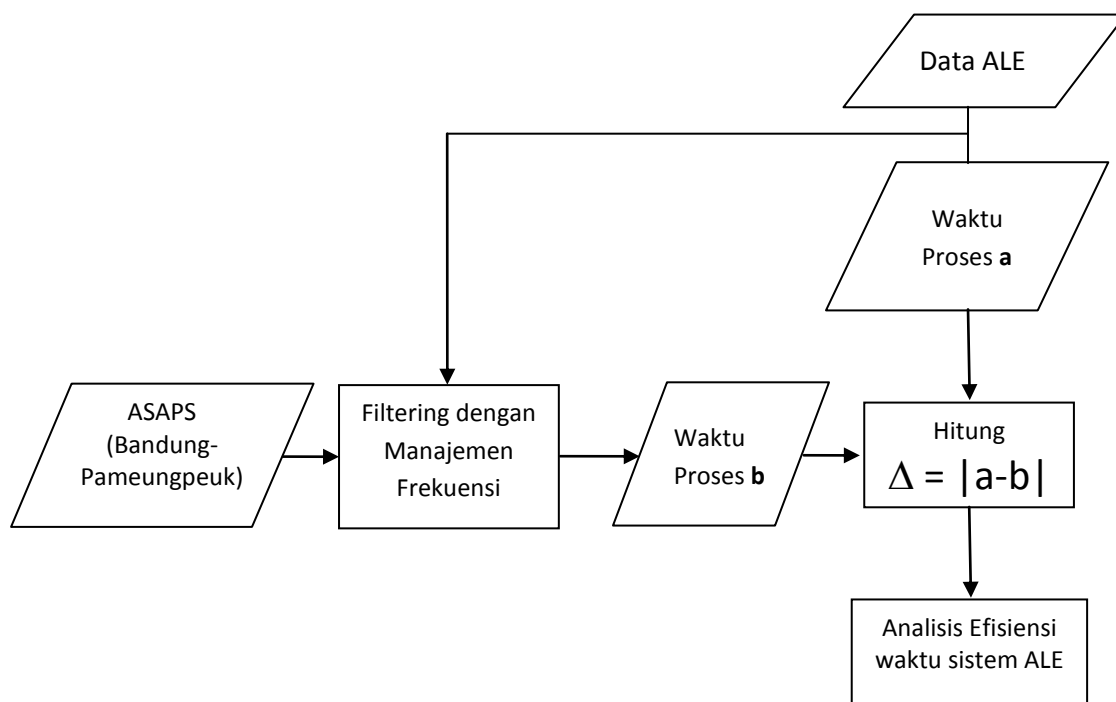 Data ALE
Waktu
Proses a
ASAPS
(Bandung-
Pameungpeuk)
Filtering dengan
Manajemen
Frekuensi
Waktu
Proses b
Hitung
Δ = |a-b|
Analisis Efisiensi
waktu sistem ALE